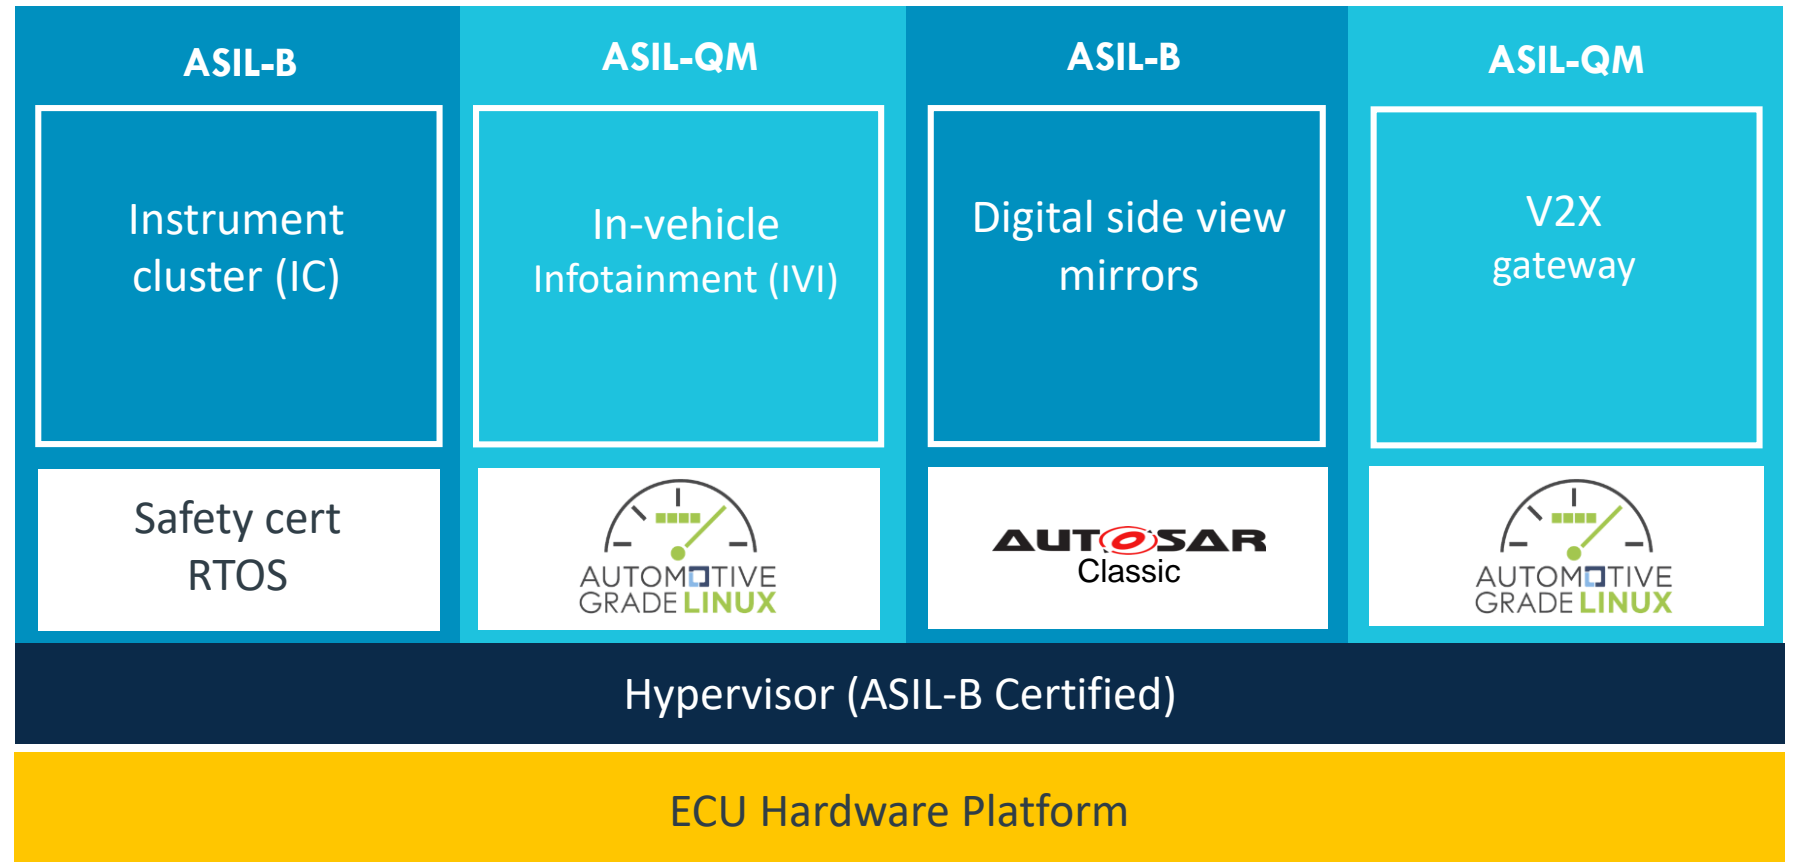 ASIL-B
Instrument
cluster (IC)
Safety cert
RTOS
ASIL-QM
In-vehicle
Infotainment (IVI)
AUTOMOTIVE
GRADE LINUX
ASIL-B
Digital side view
mirrors
AUTOSAR
Classic
ASIL-QM
V2X
gateway
AUTOMOTIVE
GRADE LINUX
Hypervisor (ASIL-B Certified)
ECU Hardware Platform